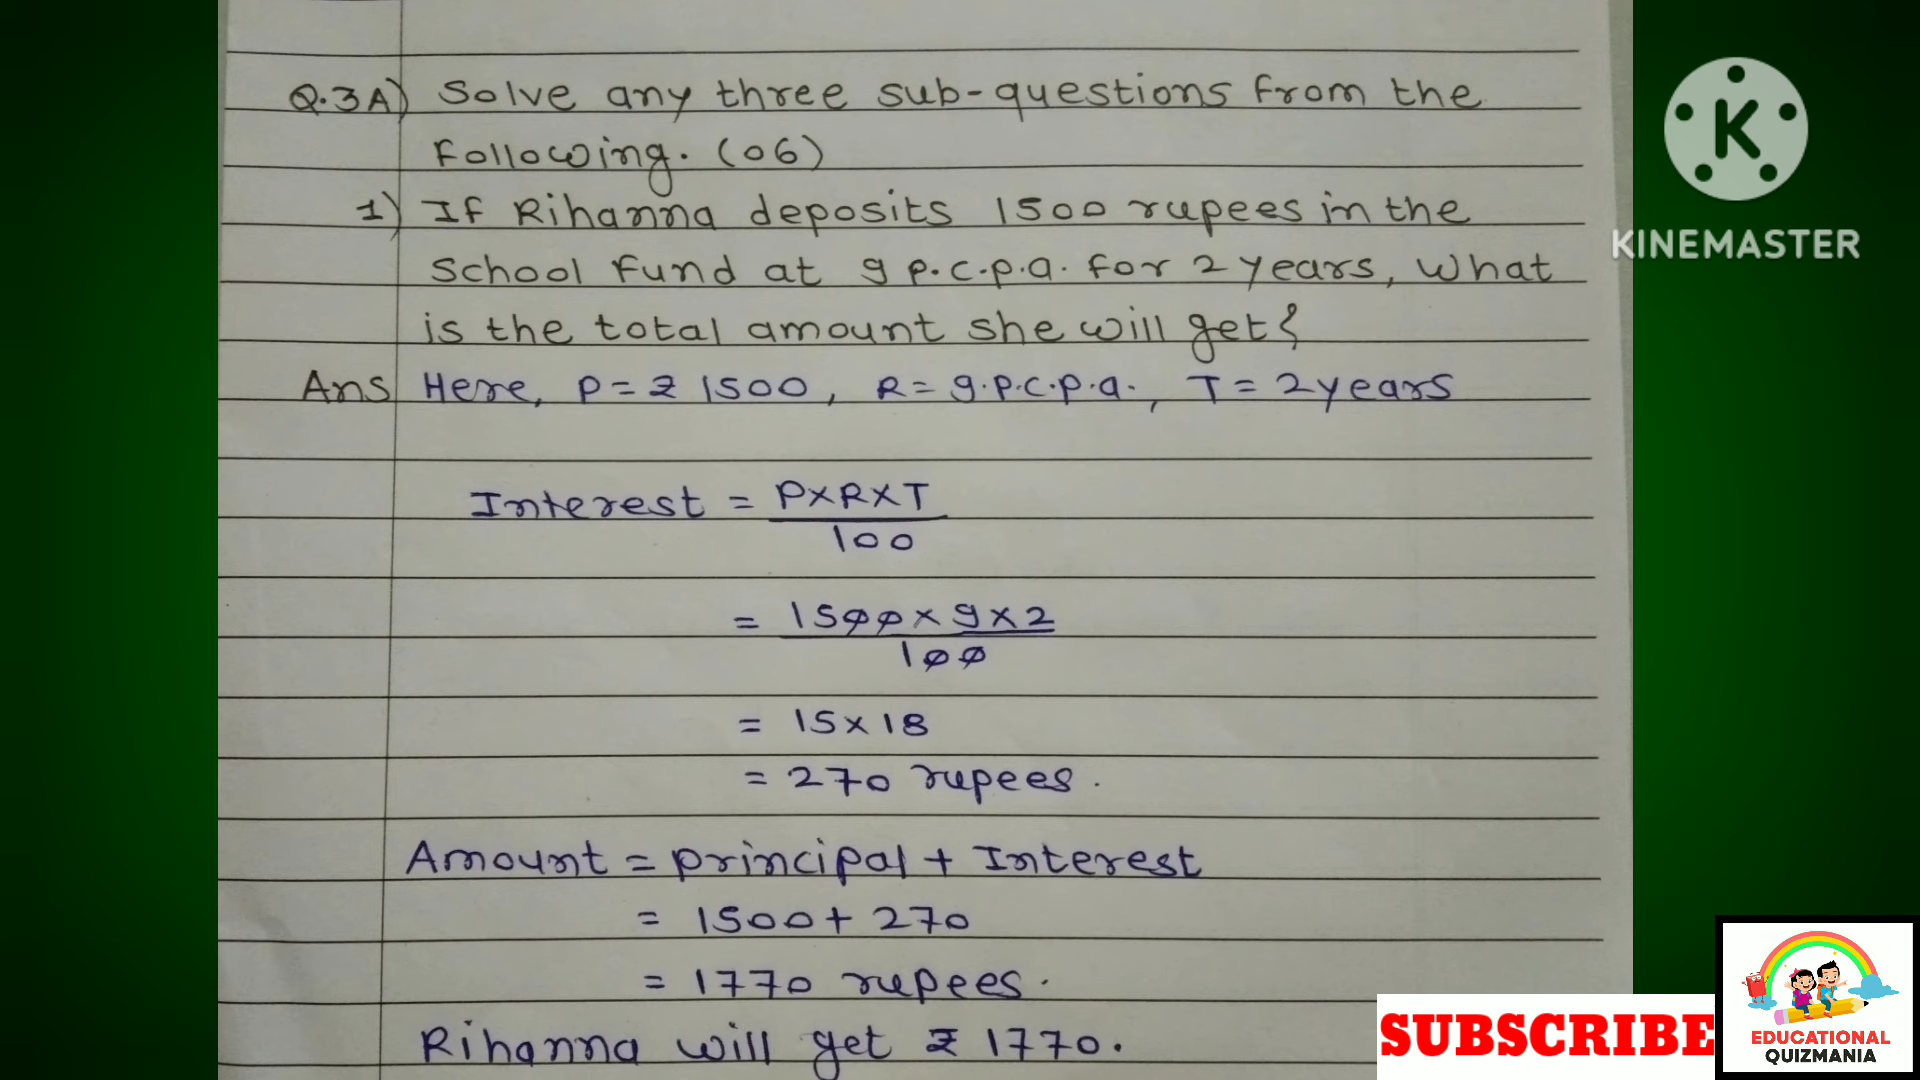 Q.3A) Solve any three sub-questions from the
following. (06)
1) If Rihanna deposits 1500 rupees in the
School Fund at 9 p.c.p.a. for 2 years, what
is the total amount she will get?
Ans Here, P = ₹ 1500, R = 9.p.c.p.a., T = 2 years
Interest = P×R×T
100
= 1500 × 9 × 2
100
= 15 × 18
= 270 rupees.
Amount = principal + Interest
= 1500 + 270
= 1770 rupees.
Rihanna will get ₹ 1770.
K
KINEMASTER
SUBSCRIBE
EDUCATIONAL
QUIZMANIA